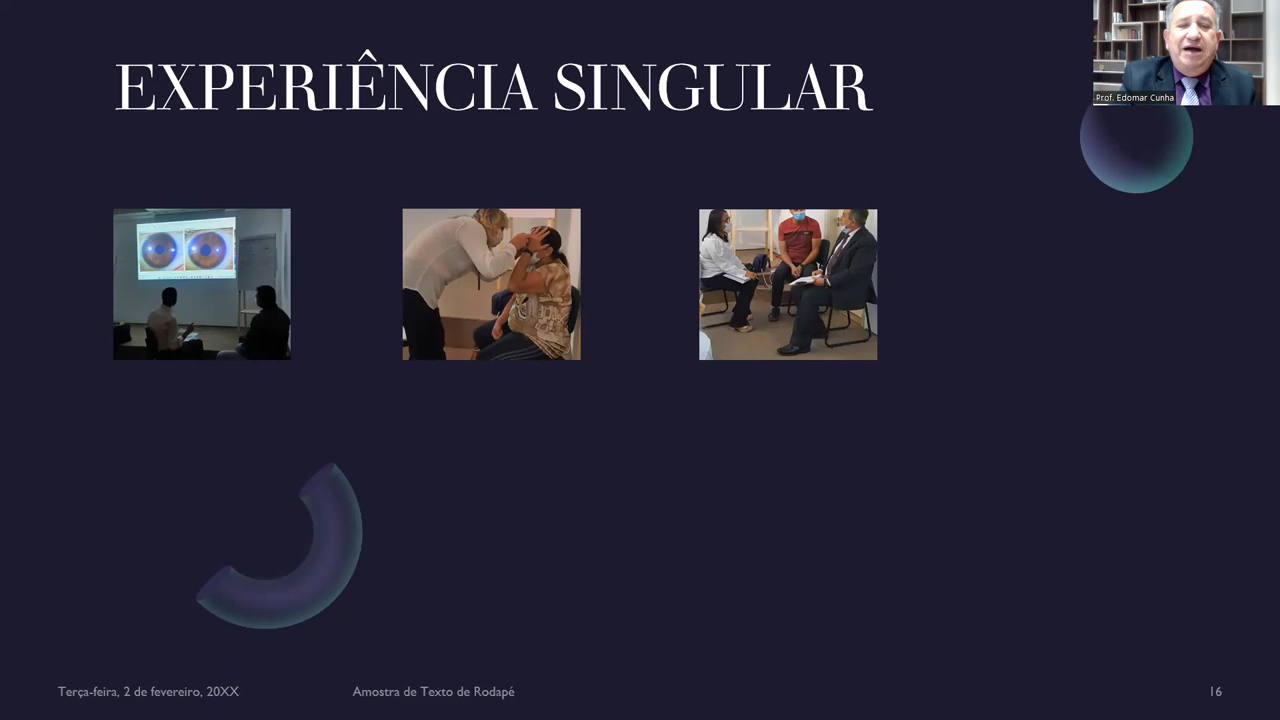 EXPERIÊNCIA SINGULAR
Prof. Edomar Cunha
Terça-feira, 2 de fevereiro, 20XX
Amostra de Texto de Rodapé
16